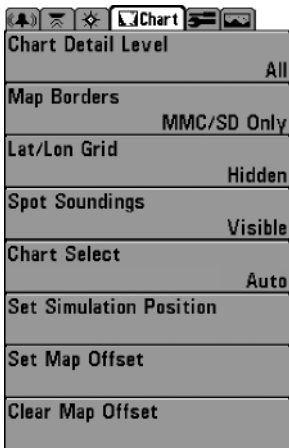 Chart
Chart Detail Level
All
Map Borders
MMC/SD Only
Lat/Lon Grid
Hidden
Spot Soundings
Visible
Chart Select
Auto
Set Simulation Position
Set Map Offset
Clear Map Offset